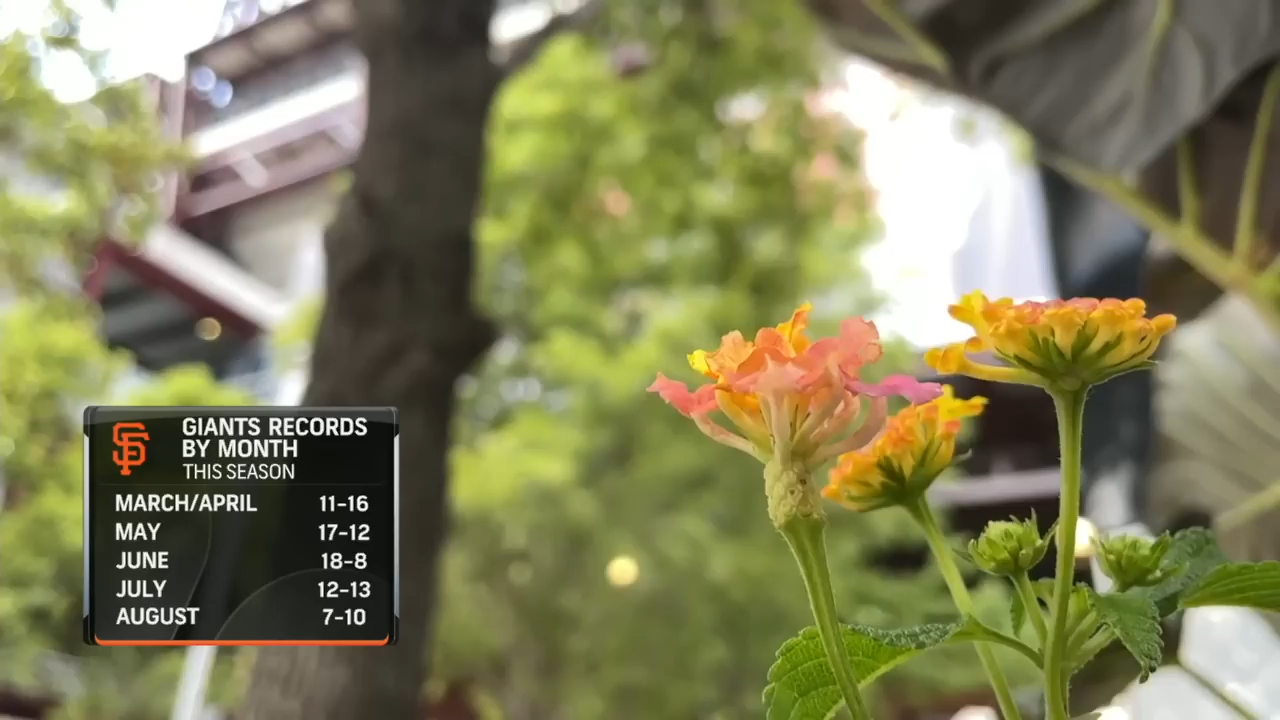 SF
GIANTS RECORDS
BY MONTH
THIS SEASON
MARCH/APRIL 11-16
MAY 17-12
JUNE 18-8
JULY 12-13
AUGUST 7-10